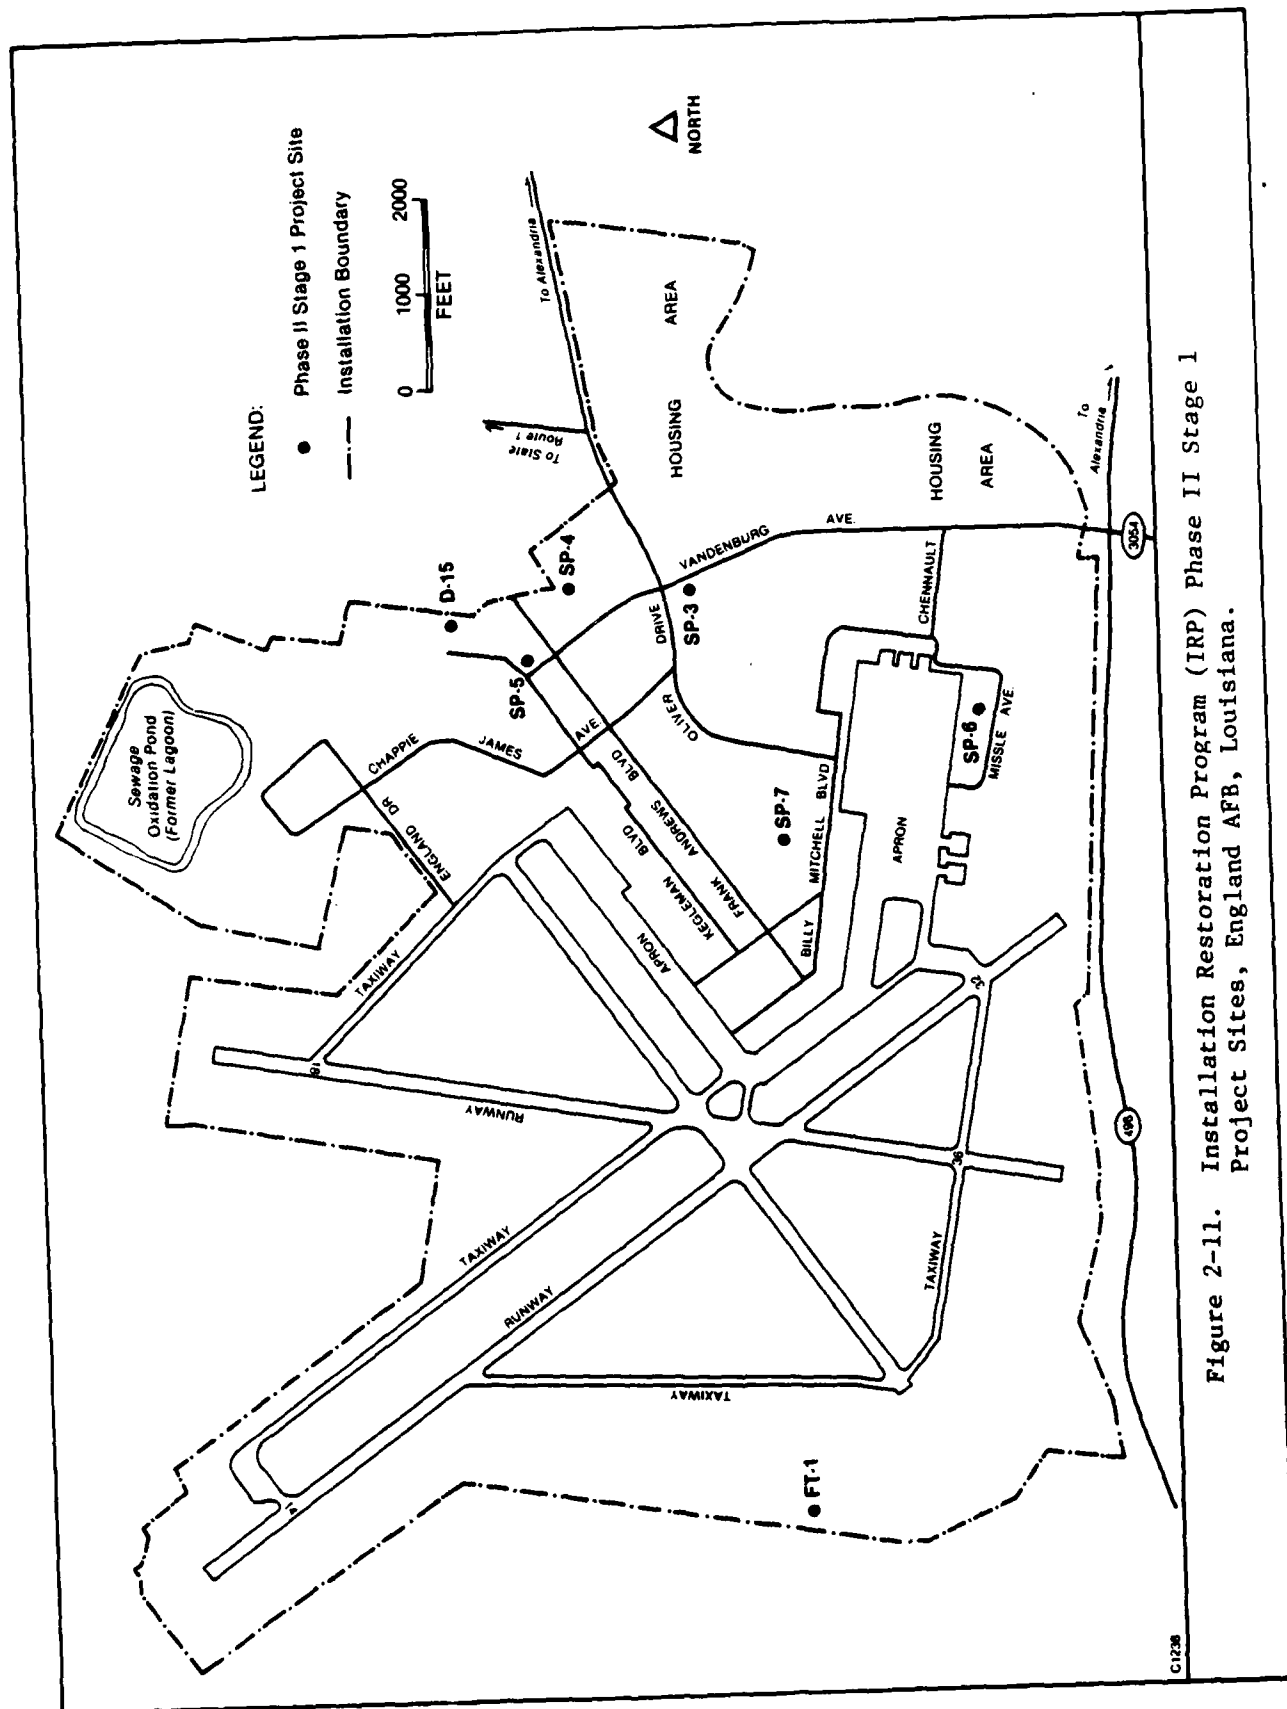 LEGEND:
Phase II Stage 1 Project Site
Installation Boundary
0 1000 2000
FEET
NORTH
Sewage
Oxidation Pond
(Former Lagoon)
To Alexandria
To State
Route 1
D-15
SP-4
SP-5
SP-3
SP-7
SP-6
FT-1
HOUSING AREA
HOUSING
AREA
VANDENBURG AVE.
CHENNAULT
OLIVER DRIVE
CHAPPIE JAMES AVE.
ENGLAND DR
KEGLEMAN BLVD
FRANK ANDREWS BLVD
BILLY MITCHELL BLVD
MISSLE AVE.
APRON
APRON
TAXIWAY
RUNWAY
TAXIWAY
RUNWAY
TAXIWAY
TAXIWAY
14
18
32
36
To
Alexandria
3054
496
C1236
Figure 2-11. Installation Restoration Program (IRP) Phase II Stage 1
Project Sites, England AFB, Louisiana.